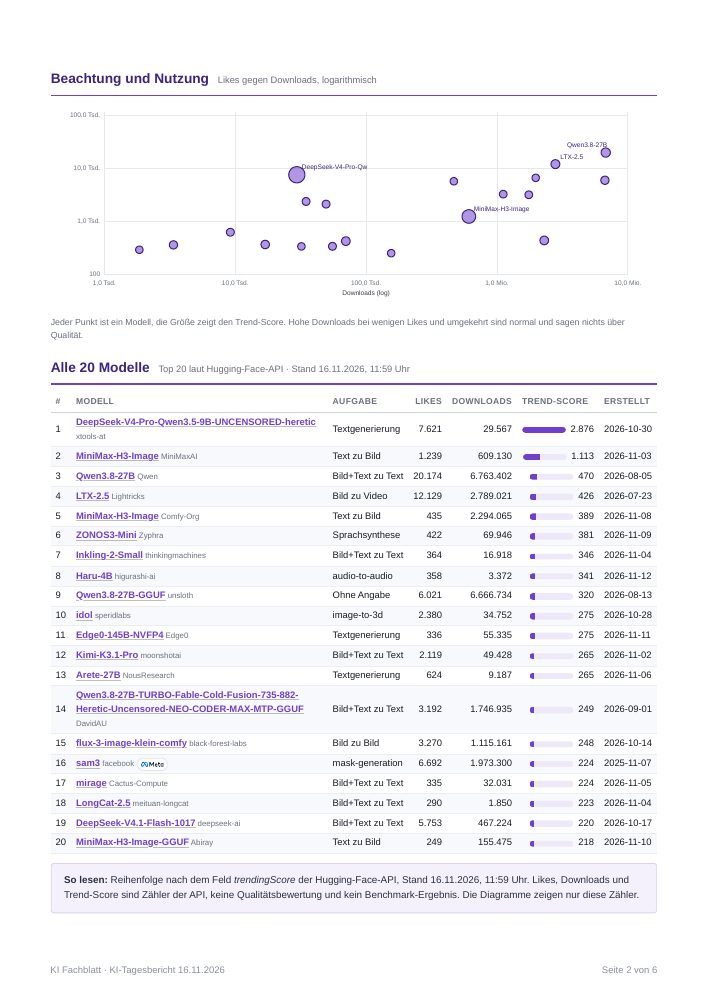 Beachtung und Nutzung Likes gegen Downloads, logarithmisch
100,0 Tsd.
10,0 Tsd.
1,0 Tsd.
100
Qwen3.8-27B
LTX-2.5
DeepSeek-V4-Pro-Qw
MiniMax-H3-Image
1,0 Tsd. 10,0 Tsd. 100,0 Tsd. 1,0 Mio. 10,0 Mio.
Downloads (log)
Jeder Punkt ist ein Modell, die Größe zeigt den Trend-Score. Hohe Downloads bei wenigen Likes und umgekehrt sind normal und sagen nichts über
Qualität.
Alle 20 Modelle Top 20 laut Hugging-Face-API · Stand 16.11.2026, 11:59 Uhr
# MODELL AUFGABE LIKES DOWNLOADS TREND-SCORE ERSTELLT
1 DeepSeek-V4-Pro-Qwen3.5-9B-UNCENSORED-heretic Textgenerierung 7.621 29.567 2.876 2026-10-30
xtools-at
2 MiniMax-H3-Image MiniMaxAI Text zu Bild 1.239 609.130 1.113 2026-11-03
3 Qwen3.8-27B Qwen Bild+Text zu Text 20.174 6.763.402 470 2026-08-05
4 LTX-2.5 Lightricks Bild zu Video 12.129 2.789.021 426 2026-07-23
5 MiniMax-H3-Image Comfy-Org Text zu Bild 435 2.294.065 389 2026-11-08
6 ZONOS3-Mini Zyphra Sprachsynthese 422 69.946 381 2026-11-09
7 Inkling-2-Small thinkingmachines Bild+Text zu Text 364 16.918 346 2026-11-04
8 Haru-4B higurashi-ai audio-to-audio 358 3.372 341 2026-11-12
9 Qwen3.8-27B-GGUF unsloth Ohne Angabe 6.021 6.666.734 320 2026-08-13
10 idol speridlabs image-to-3d 2.380 34.752 275 2026-10-28
11 Edge0-145B-NVFP4 Edge0 Textgenerierung 336 55.335 275 2026-11-11
12 Kimi-K3.1-Pro moonshotai Bild+Text zu Text 2.119 49.428 265 2026-11-02
13 Arete-27B NousResearch Textgenerierung 624 9.187 265 2026-11-06
14 Qwen3.8-27B-TURBO-Fable-Cold-Fusion-735-882-
Heretic-Uncensored-NEO-CODER-MAX-MTP-GGUF Bild+Text zu Text 3.192 1.746.935 249 2026-09-01
DavidAU
15 flux-3-image-klein-comfy black-forest-labs Bild zu Bild 3.270 1.115.161 248 2026-10-14
16 sam3 facebook Meta mask-generation 6.692 1.973.300 224 2025-11-07
17 mirage Cactus-Compute Bild+Text zu Text 335 32.031 224 2026-11-05
18 LongCat-2.5 meituan-longcat Bild+Text zu Text 290 1.850 223 2026-11-04
19 DeepSeek-V4.1-Flash-1017 deepseek-ai Bild+Text zu Text 5.753 467.224 220 2026-10-17
20 MiniMax-H3-Image-GGUF Abiray Text zu Bild 249 155.475 218 2026-11-10
So lesen: Reihenfolge nach dem Feld trendingScore der Hugging-Face-API, Stand 16.11.2026, 11:59 Uhr. Likes, Downloads und
Trend-Score sind Zähler der API, keine Qualitätsbewertung und kein Benchmark-Ergebnis. Die Diagramme zeigen nur diese Zähler.
KI Fachblatt · KI-Tagesbericht 16.11.2026 Seite 2 von 6